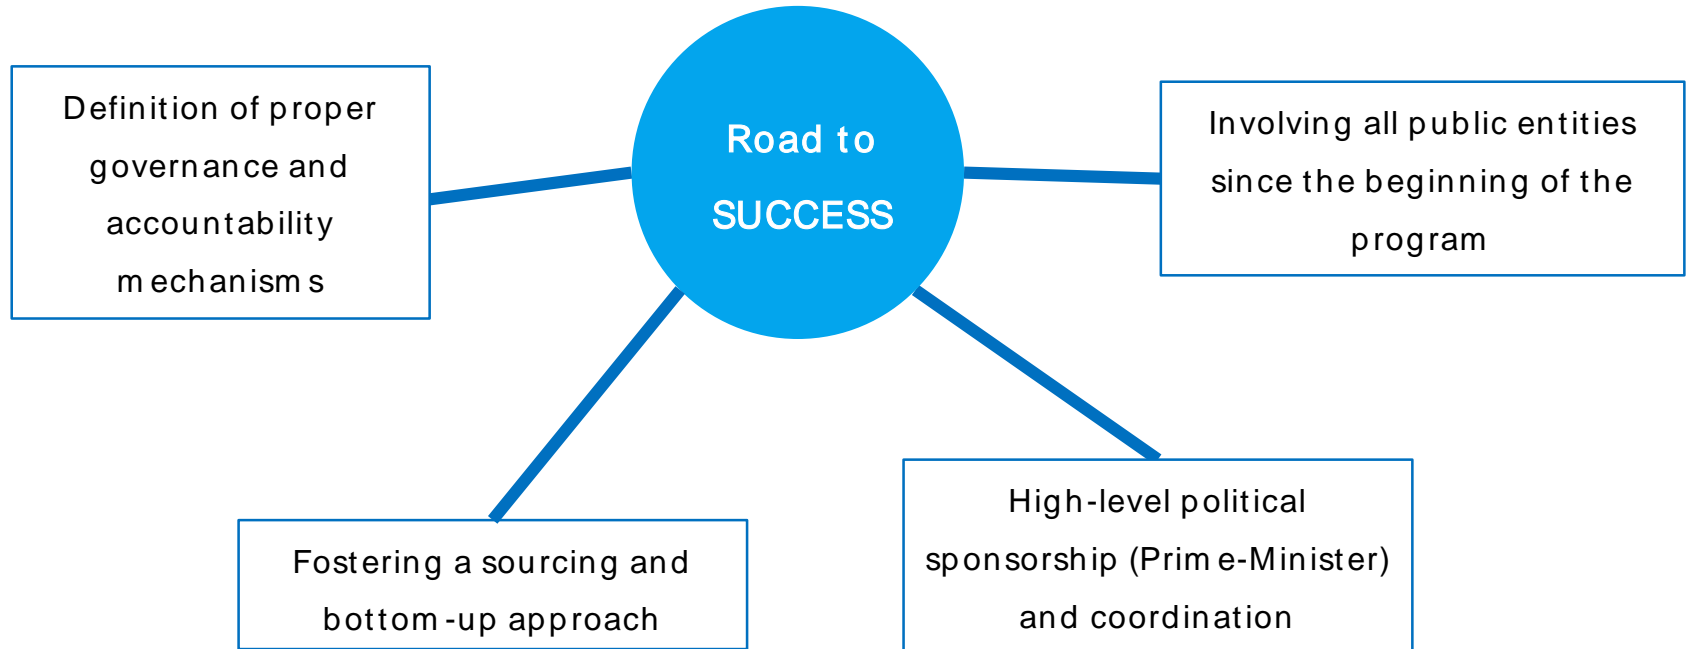 Road to
SUCCESS
Definition of proper
governance and
accountability
mechanisms
Involving all public entities
since the beginning of the
program
Fostering a sourcing and
bottom-up approach
High-level political
sponsorship (Prime-Minister)
and coordination